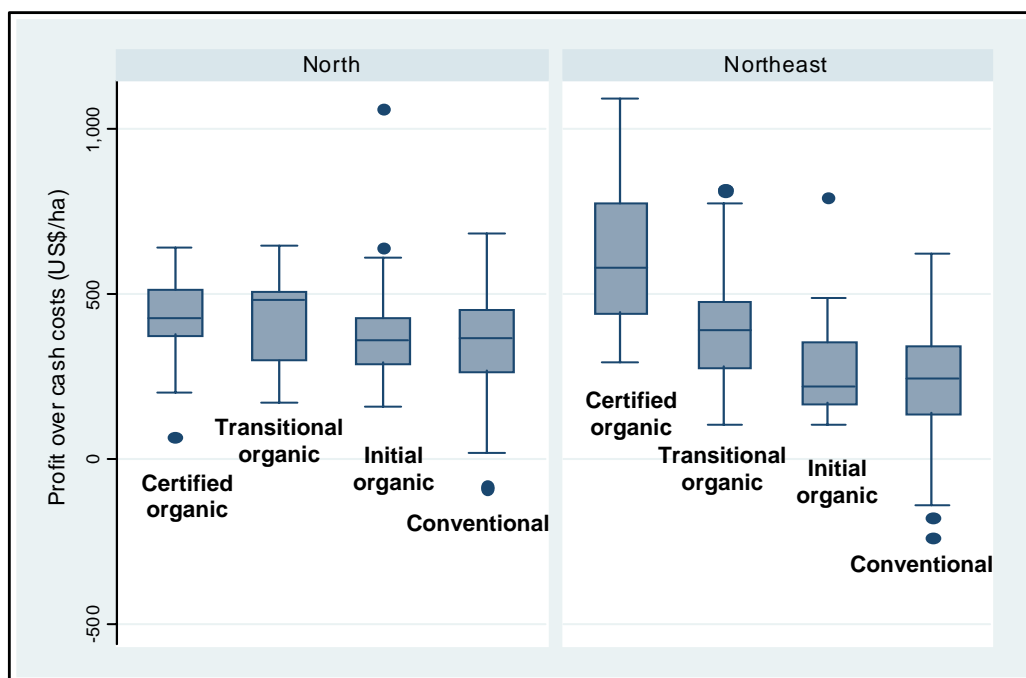 North
Northeast
Profit over cash costs (US$/ha)
1,000
500
0
-500
Certified
organic
Transitional
organic
Initial
organic
Conventional
Certified
organic
Transitional
organic
Initial
organic
Conventional